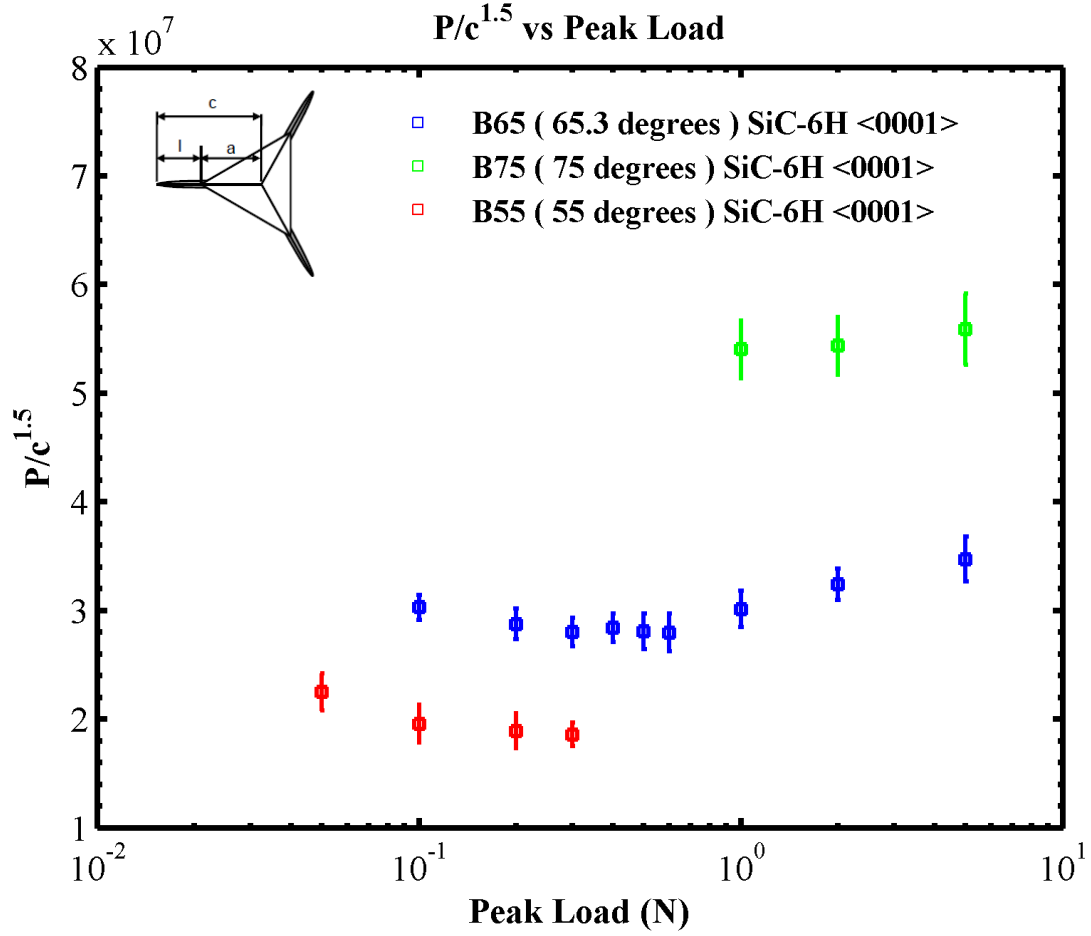 P/c^1.5 vs Peak Load
x 10^7
8
7
6
5
4
3
2
1
P/c^1.5
c
l a
B65 ( 65.3 degrees ) SiC-6H <0001>
B75 ( 75 degrees ) SiC-6H <0001>
B55 ( 55 degrees ) SiC-6H <0001>
10^-2 10^-1 10^0 10^1
Peak Load (N)